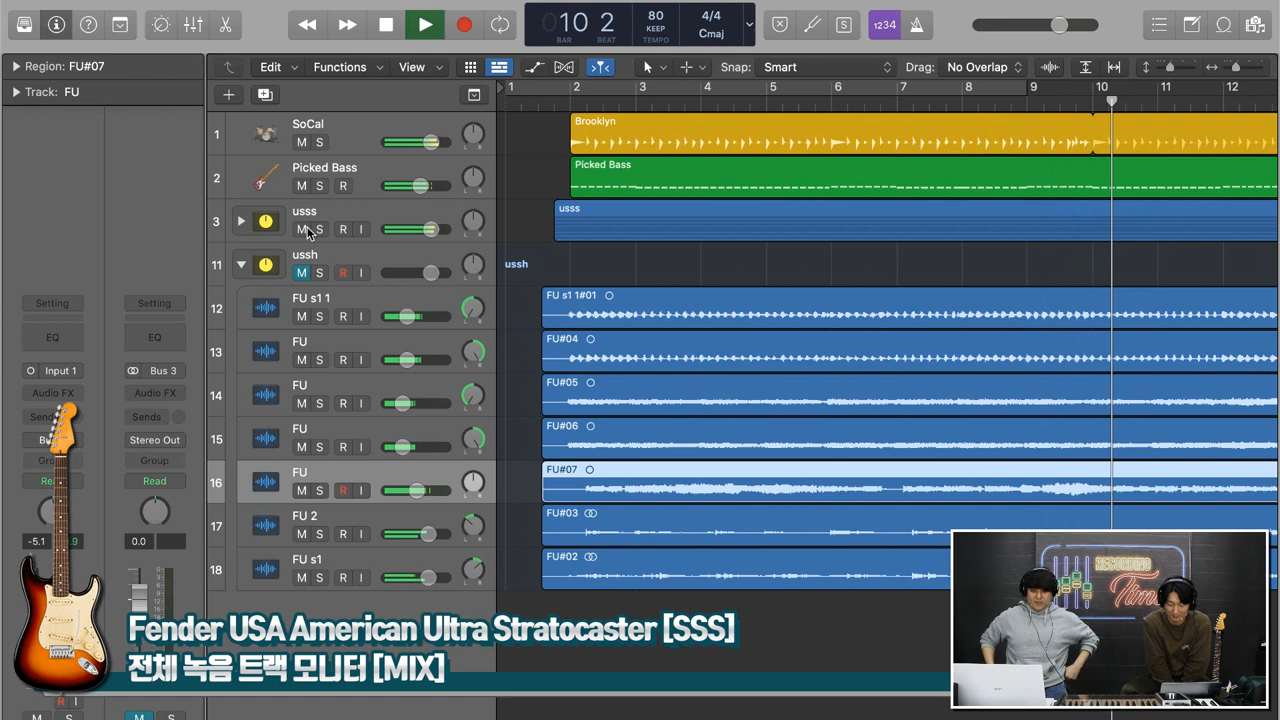 10 2
BAR BEAT
80
KEEP
TEMPO
4/4
Cmaj
S
1234
Region: FU#07
Track: FU
Edit
Functions
View
Snap: Smart
Drag: No Overlap
1 2 3 4 5 6 7 8 9 10 11 12
1
SoCal
M S
Brooklyn
2
Picked Bass
M S R
Picked Bass
3
usss
M S R I
usss
11
ussh
M S R I
ussh
12
FU s1 1
M S R I
FU s1 1#01
13
FU
M S R I
FU#04
14
FU
M S R I
FU#05
15
FU
M S R I
FU#06
16
FU
M S R I
FU#07
17
FU 2
M S R I
FU#03
18
FU s1
M S R I
FU#02
Setting Setting
EQ EQ
Input 1 Bus 3
Audio FX Audio FX
Sends
Stereo Out
Group
Read
-5.1 0.0
RECORDING
Time
Fender USA American Ultra Stratocaster [SSS]
전체 녹음 트랙 모니터 [MIX]
R I
M S M S